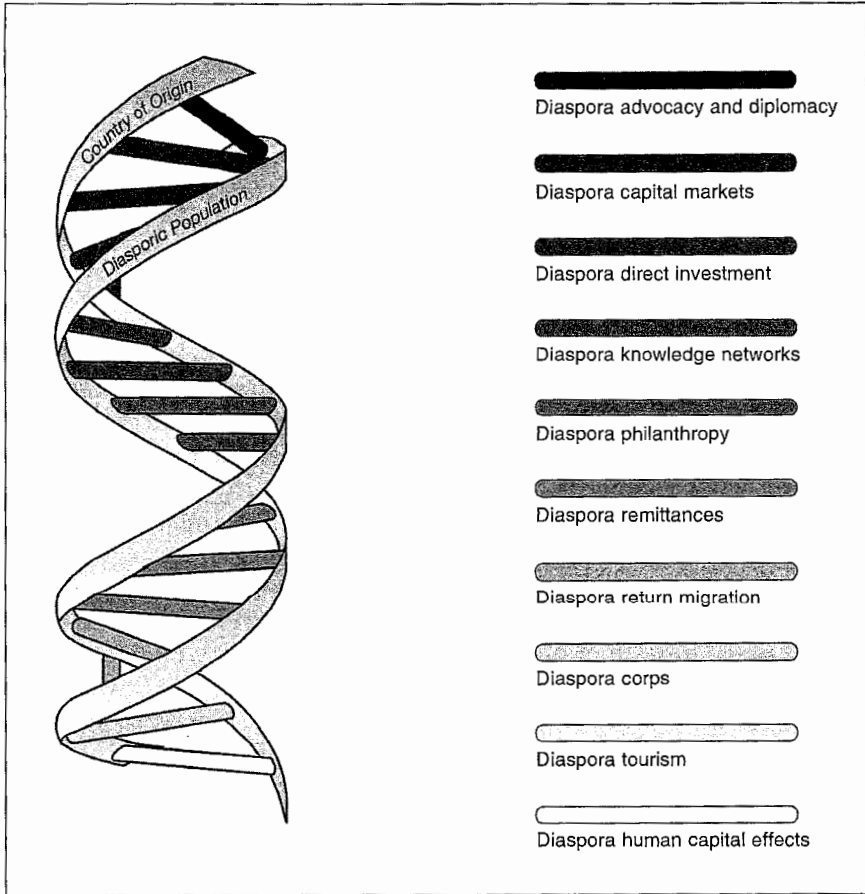 Country of Origin
Diasporic Population
Diaspora advocacy and diplomacy
Diaspora capital markets
Diaspora direct investment
Diaspora knowledge networks
Diaspora philanthropy
Diaspora remittances
Diaspora return migration
Diaspora corps
Diaspora tourism
Diaspora human capital effects